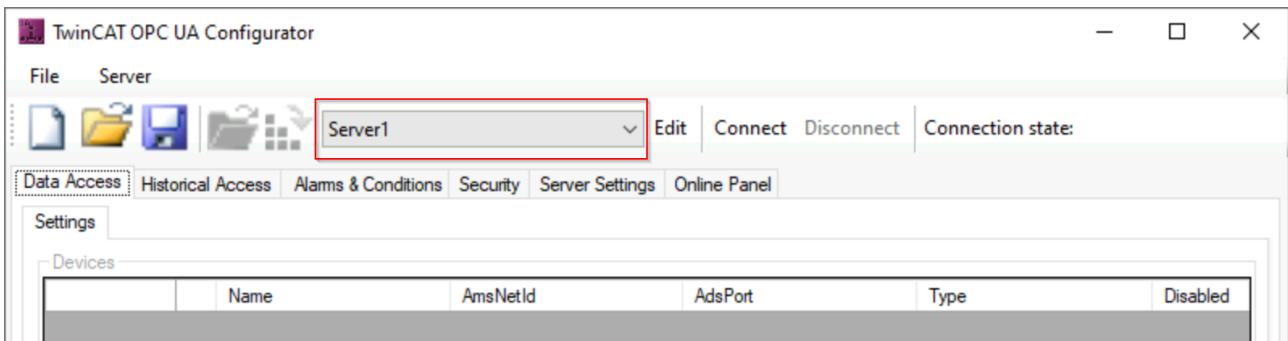 TwinCAT OPC UA Configurator
File Server
Server1 Edit Connect Disconnect Connection state:
Data Access Historical Access Alarms & Conditions Security Server Settings Online Panel
Settings
Devices
Name AmsNetId AdsPort Type Disabled